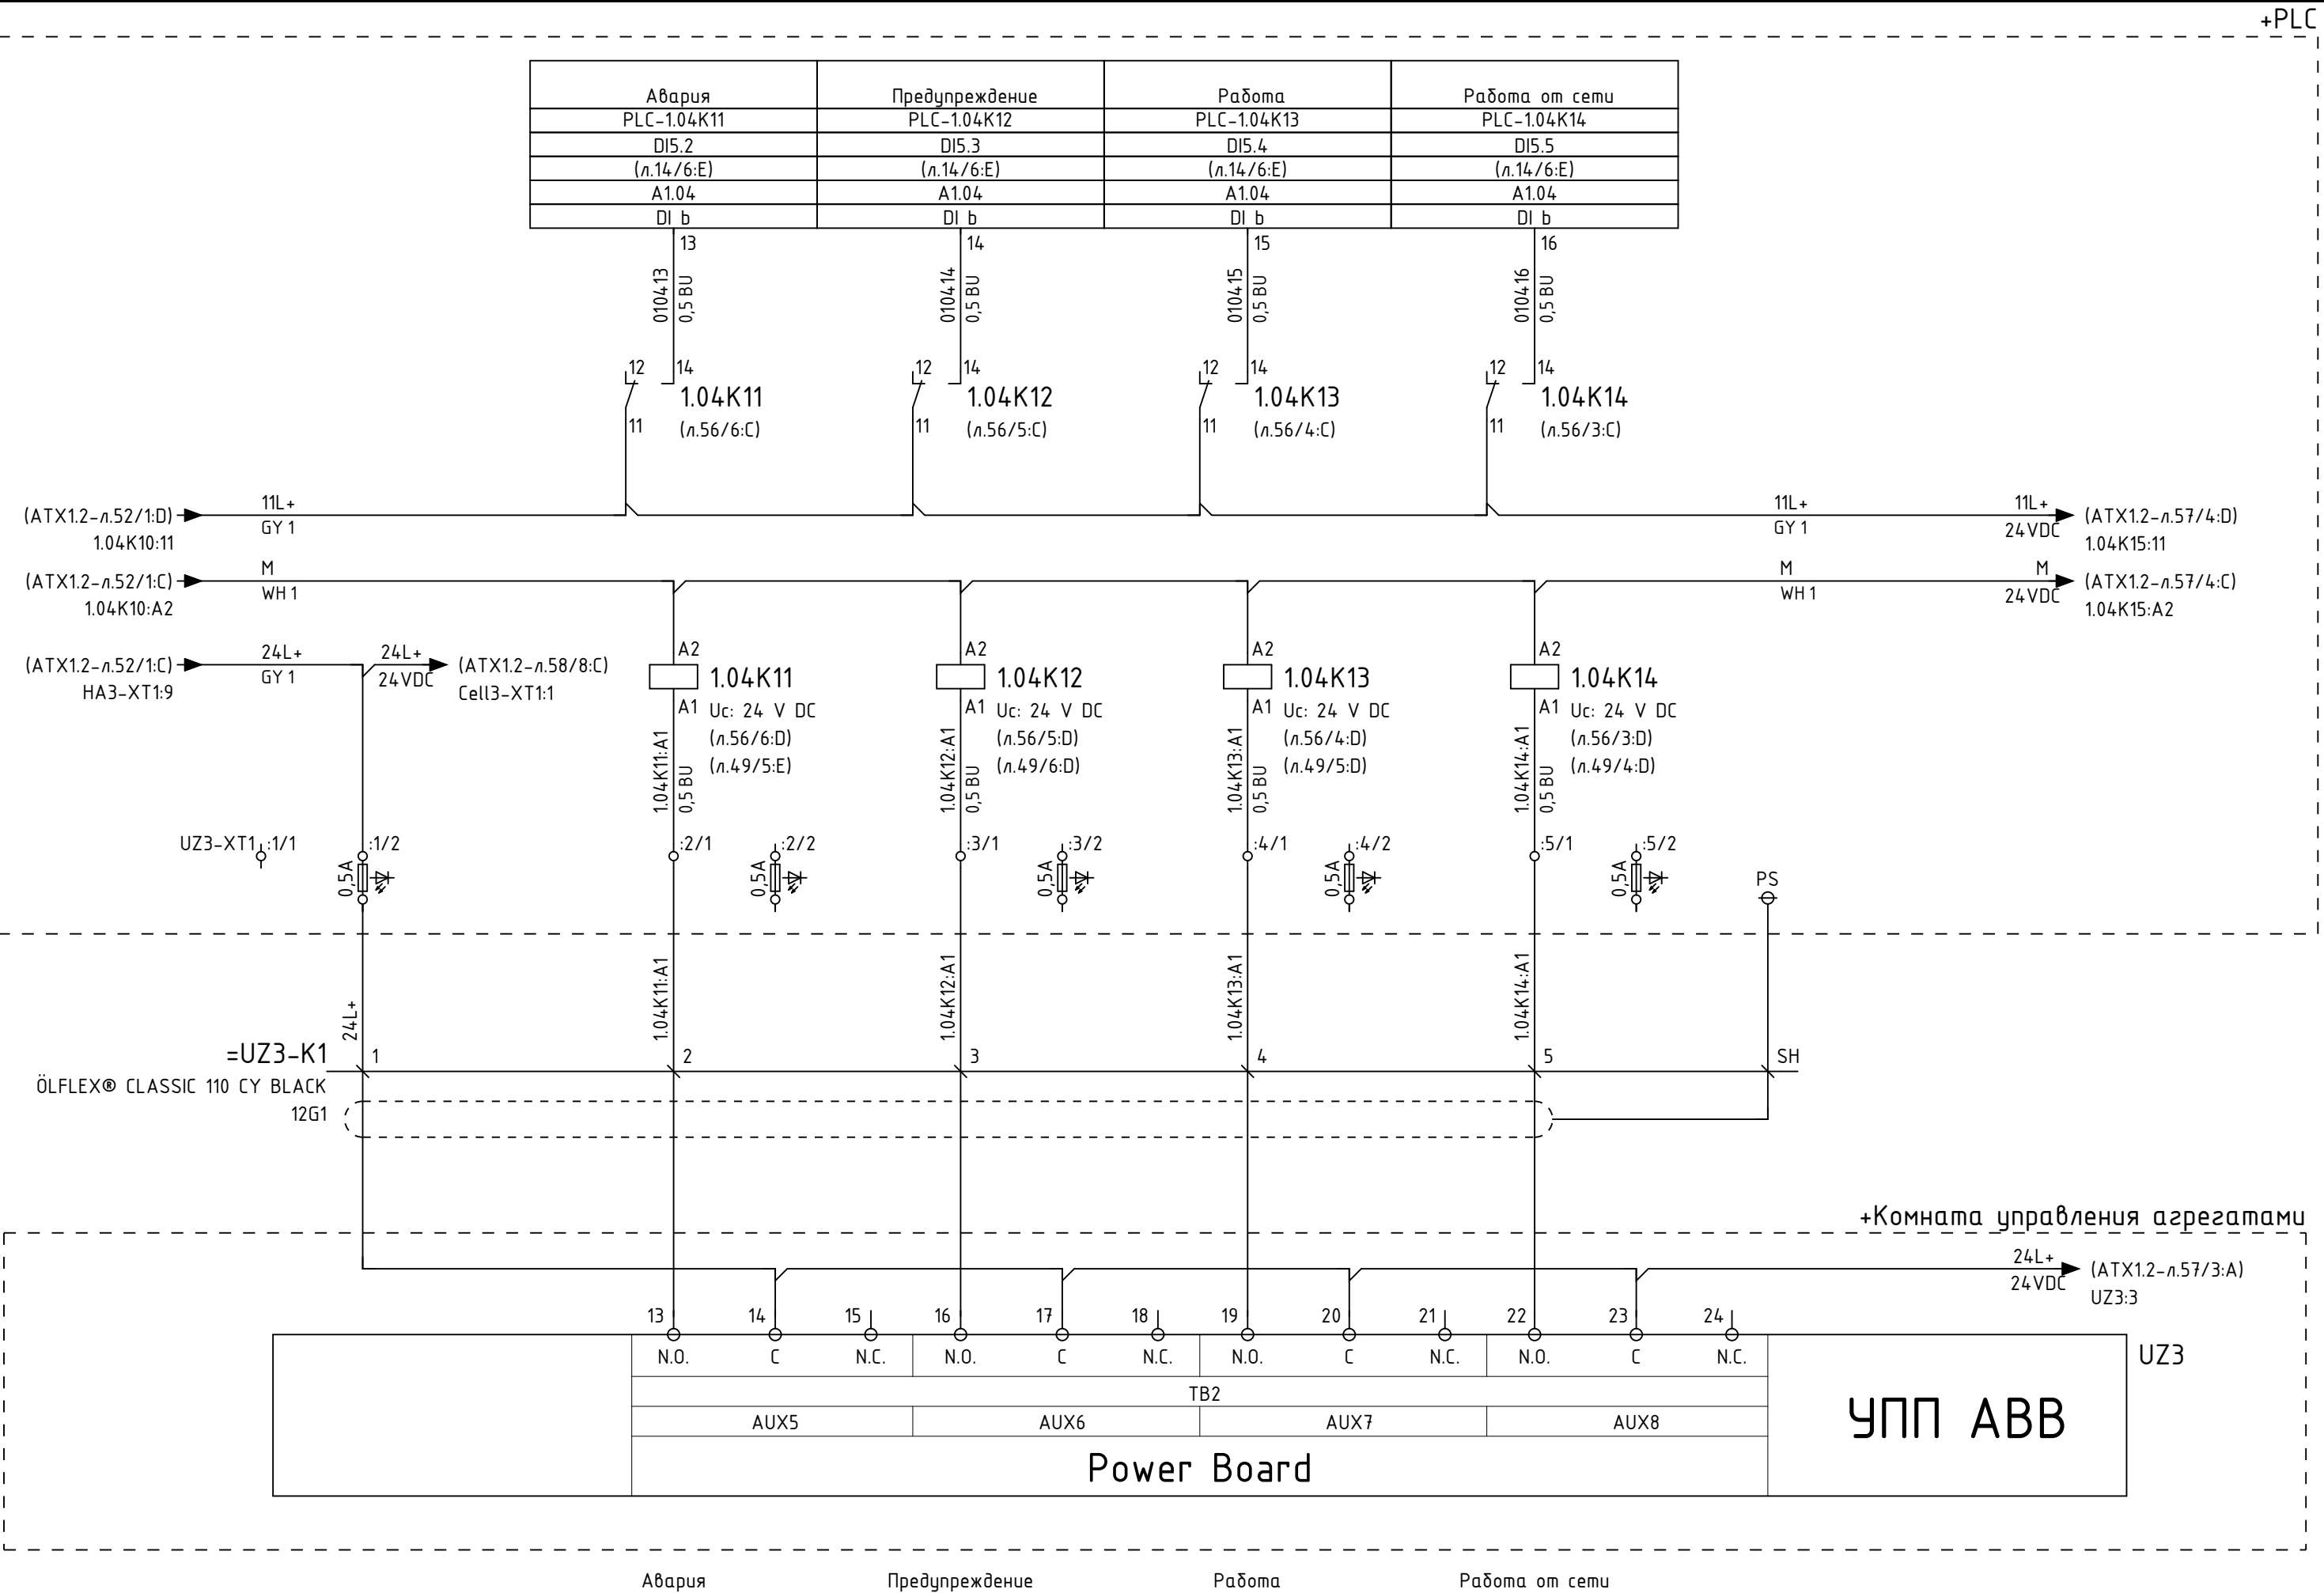 +PLC
Авария Предупреждение Работа Работа от сети
PLC-1.04K11 PLC-1.04K12 PLC-1.04K13 PLC-1.04K14
DI5.2 DI5.3 DI5.4 DI5.5
(л.14/6:E) (л.14/6:E) (л.14/6:E) (л.14/6:E)
A1.04 A1.04 A1.04 A1.04
DI b DI b DI b DI b
13 14 15 16
010413 0,5 BU 010414 0,5 BU 010415 0,5 BU 010416 0,5 BU
12 14 12 14 12 14 12 14
1.04K11 1.04K12 1.04K13 1.04K14
11 (л.56/6:C) 11 (л.56/5:C) 11 (л.56/4:C) 11 (л.56/3:C)
11L+ 11L+ 11L+
(ATX1.2-л.52/1:D) GY 1 GY 1 24VDC (ATX1.2-л.57/4:D)
1.04K10:11 1.04K15:11
M M M
(ATX1.2-л.52/1:C) WH 1 WH 1 24VDC (ATX1.2-л.57/4:C)
1.04K10:A2 1.04K15:A2
24L+ 24L+ A2 A2 A2 A2
(ATX1.2-л.52/1:C) GY 1 24VDC (ATX1.2-л.58/8:C) 1.04K11 1.04K12 1.04K13 1.04K14
HA3-XT1:9 Cell3-XT1:1
A1 Uc: 24 V DC A1 Uc: 24 V DC A1 Uc: 24 V DC A1 Uc: 24 V DC
(л.56/6:D) (л.56/5:D) (л.56/4:D) (л.56/3:D)
(л.49/5:E) (л.49/6:D) (л.49/5:D) (л.49/4:D)
1.04K11:A1 0,5 BU 1.04K12:A1 0,5 BU 1.04K13:A1 0,5 BU 1.04K14:A1 0,5 BU
UZ3-XT1 :1/1 :1/2 :2/1 :2/2 :3/1 :3/2 :4/1 :4/2 :5/1 :5/2
0,5A 0,5A 0,5A 0,5A 0,5A PS
24L+ 1.04K11:A1 1.04K12:A1 1.04K13:A1 1.04K14:A1
=UZ3-K1 1 2 3 4 5 SH
ÖLFLEX® CLASSIC 110 CY BLACK
12G1
+Комната управления агрегатами
24L+
24VDC (ATX1.2-л.57/3:A)
UZ3:3
13 14 15 16 17 18 19 20 21 22 23 24
N.O. C N.C. N.O. C N.C. N.O. C N.C. N.O. C N.C. UZ3
TB2
AUX5 AUX6 AUX7 AUX8
УПП ABB
Power Board
Авария Предупреждение Работа Работа от сети